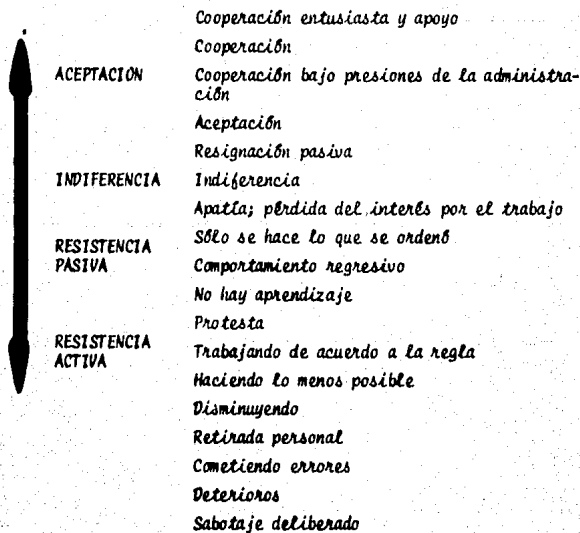 Cooperación entusiasta y apoyo
Cooperación
ACEPTACION Cooperación bajo presiones de la administra-
ción
Aceptación
Resignación pasiva
INDIFERENCIA Indiferencia
Apatía; pérdida del interés por el trabajo
RESISTENCIA PASIVA
Sólo se hace lo que se ordenó
Comportamiento regresivo
No hay aprendizaje
Protesta
RESISTENCIA ACTIVA
Trabajando de acuerdo a la regla
Haciendo lo menos posible
Disminuyendo
Retirada personal
Cometiendo errores
Deterioros
Sabotaje deliberado